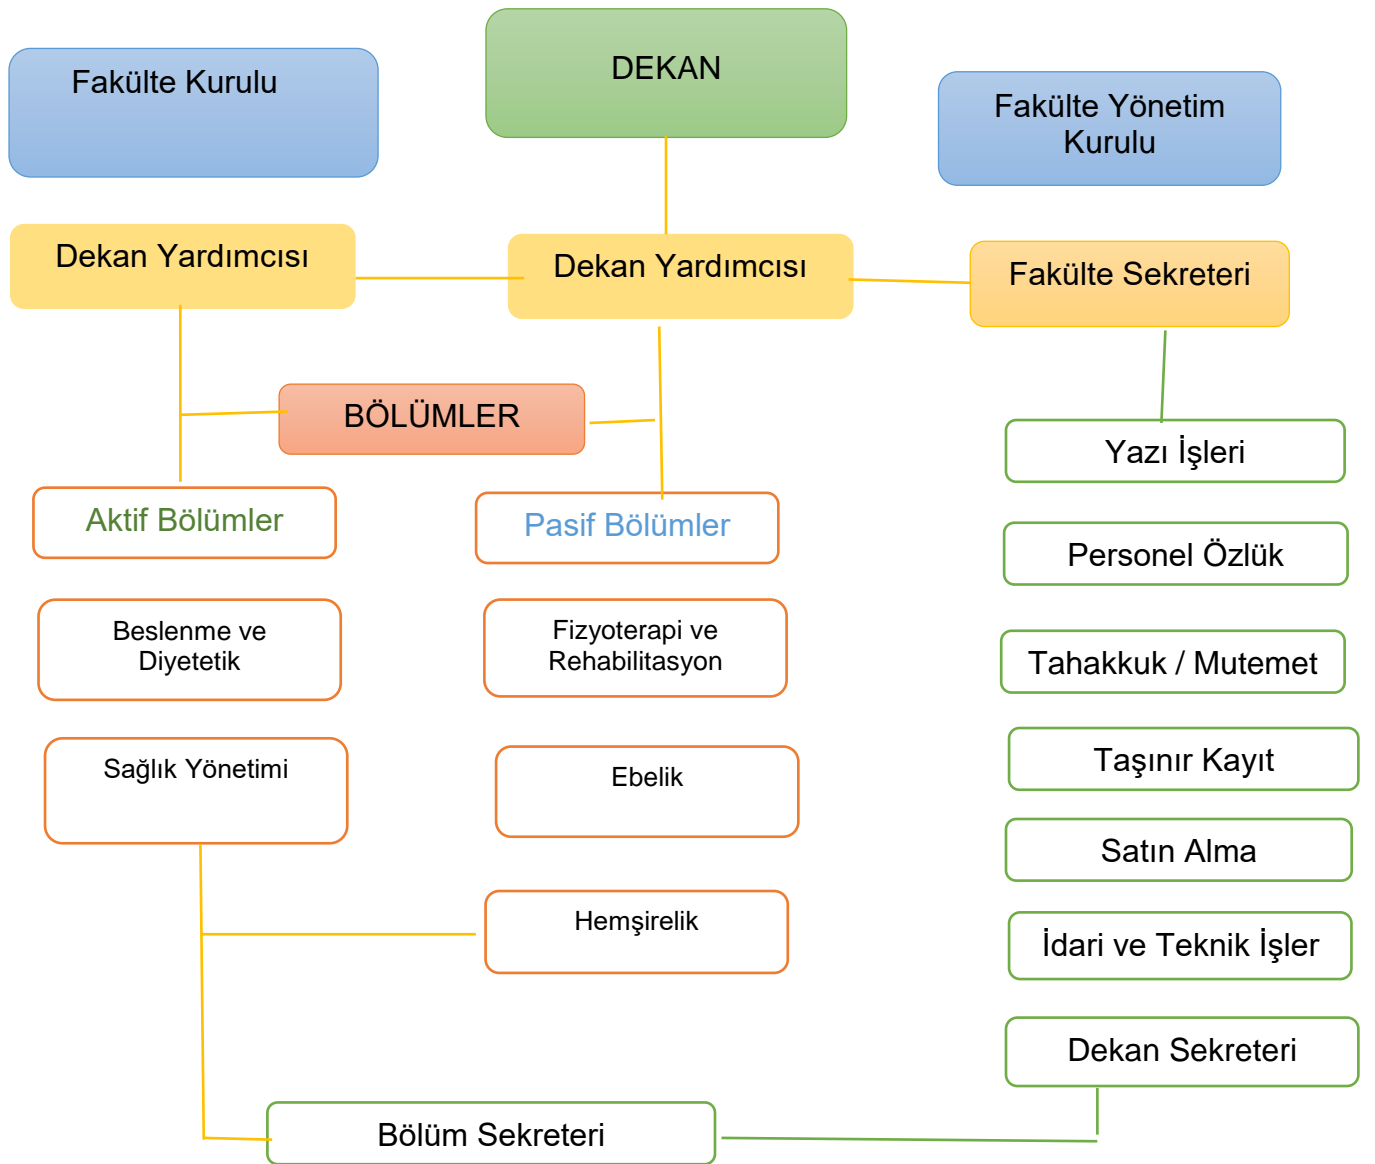 Fakülte Kurulu
DEKAN
Fakülte Yönetim
Kurulu
Dekan Yardımcısı
Dekan Yardımcısı
Fakülte Sekreteri
BÖLÜMLER
Yazı İşleri
Aktif Bölümler
Pasif Bölümler
Personel Özlük
Beslenme ve
Diyetetik
Fizyoterapi ve
Rehabilitasyon
Tahakkuk / Mutemet
Sağlık Yönetimi
Ebelik
Taşınır Kayıt
Satın Alma
Hemşirelik
İdari ve Teknik İşler
Dekan Sekreteri
Bölüm Sekreteri